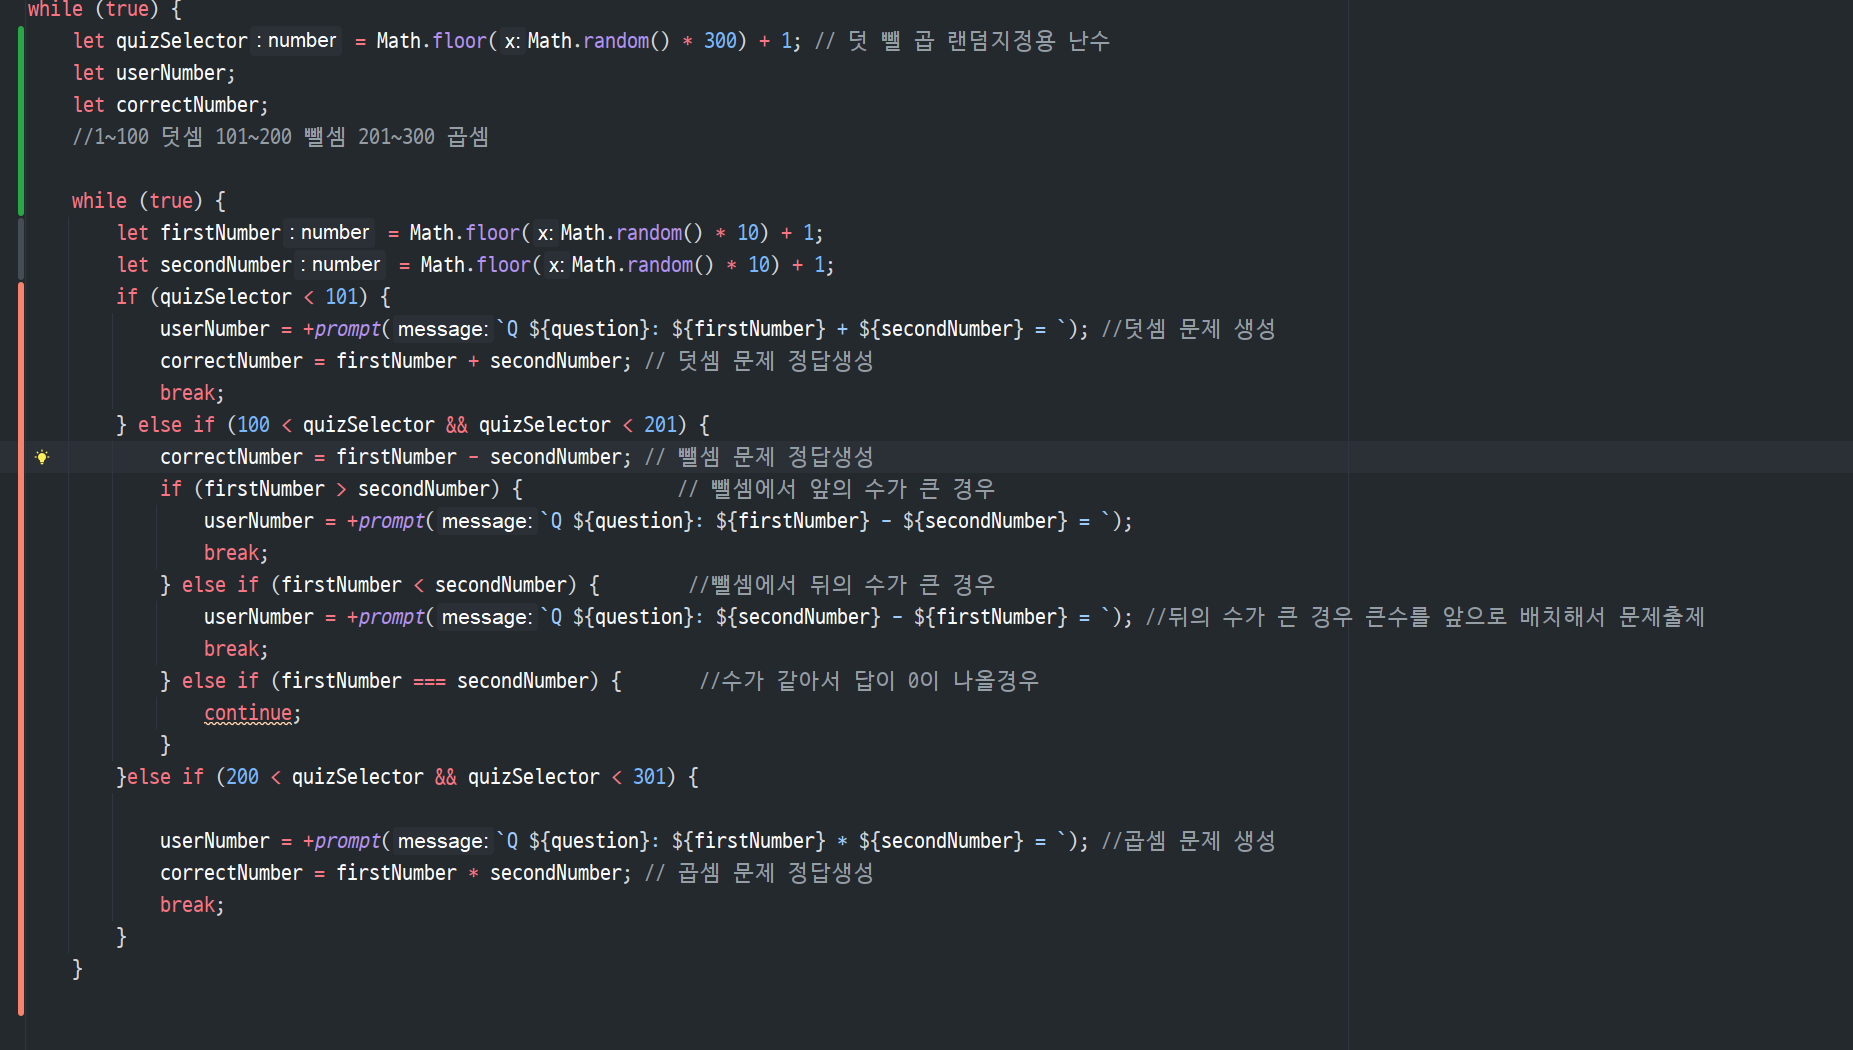 while (true) {
let quizSelector : number = Math.floor( x: Math.random() * 300) + 1; // 덧 뺄 곱 랜덤지정용 난수
let userNumber;
let correctNumber;
//1~100 덧셈 101~200 뺄셈 201~300 곱셈
while (true) {
let firstNumber : number = Math.floor( x: Math.random() * 10) + 1;
let secondNumber : number = Math.floor( x: Math.random() * 10) + 1;
if (quizSelector < 101) {
userNumber = +prompt( message: `Q ${question}: ${firstNumber} + ${secondNumber} = `); //덧셈 문제 생성
correctNumber = firstNumber + secondNumber; // 덧셈 문제 정답생성
break;
} else if (100 < quizSelector && quizSelector < 201) {
correctNumber = firstNumber - secondNumber; // 뺄셈 문제 정답생성
if (firstNumber > secondNumber) { // 뺄셈에서 앞의 수가 큰 경우
userNumber = +prompt( message: `Q ${question}: ${firstNumber} - ${secondNumber} = `);
break;
} else if (firstNumber < secondNumber) { //뺄셈에서 뒤의 수가 큰 경우
userNumber = +prompt( message: `Q ${question}: ${secondNumber} - ${firstNumber} = `); //뒤의 수가 큰 경우 큰수를 앞으로 배치해서 문제출제
break;
} else if (firstNumber === secondNumber) { //수가 같아서 답이 0이 나올경우
continue;
}
}else if (200 < quizSelector && quizSelector < 301) {
userNumber = +prompt( message: `Q ${question}: ${firstNumber} * ${secondNumber} = `); //곱셈 문제 생성
correctNumber = firstNumber * secondNumber; // 곱셈 문제 정답생성
break;
}
}